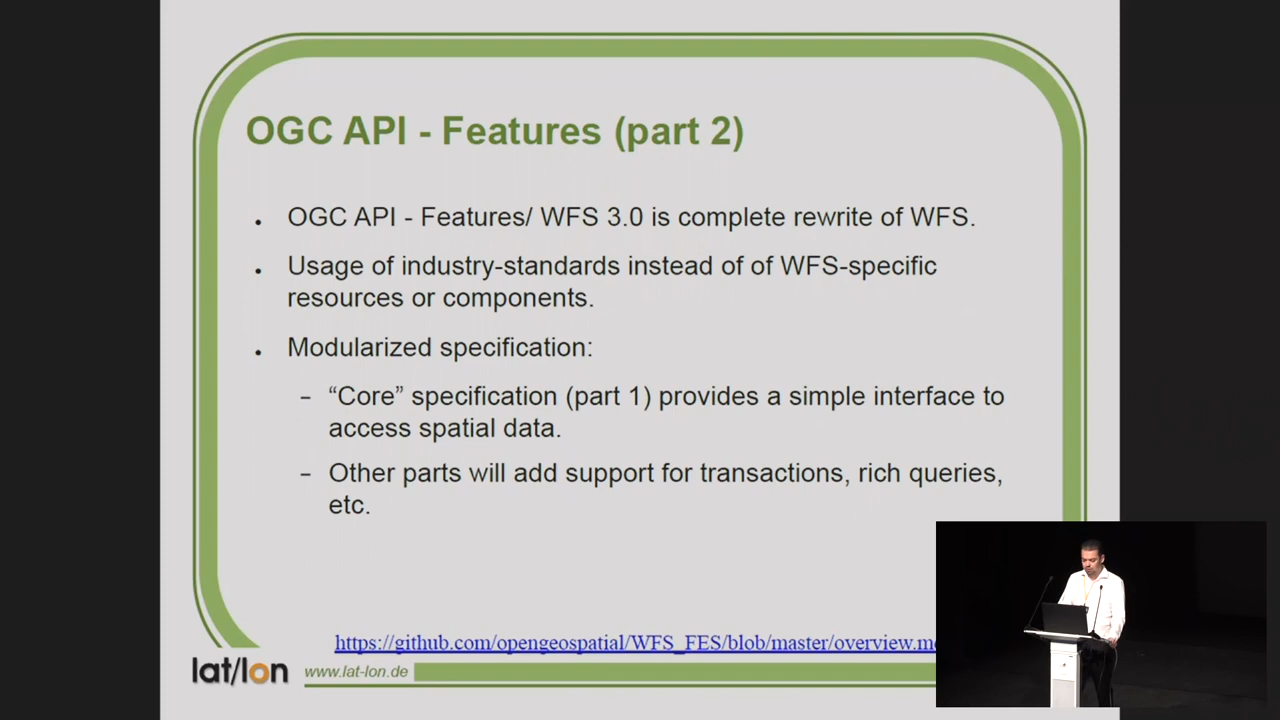 OGC API - Features (part 2)
OGC API - Features/ WFS 3.0 is complete rewrite of WFS.
Usage of industry-standards instead of of WFS-specific
resources or components.
Modularized specification:
“Core” specification (part 1) provides a simple interface to
access spatial data.
Other parts will add support for transactions, rich queries,
etc.
https://github.com/opengeospatial/WFS_FES/blob/master/overview.m
lat/lon
www.lat-lon.de